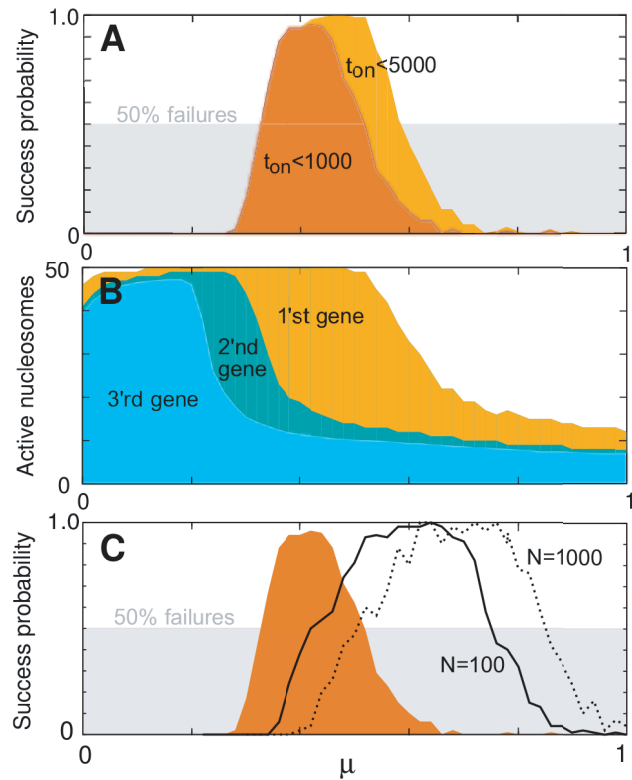 1.0
A
Success probability
t_on<5000
50% failures
t_on<1000
0
0
1
50
B
Active nucleosomes
1'st gene
2'nd
gene
3'rd gene
0
0
1
1.0
C
Success probability
N=1000
50% failures
N=100
0
0
μ
1